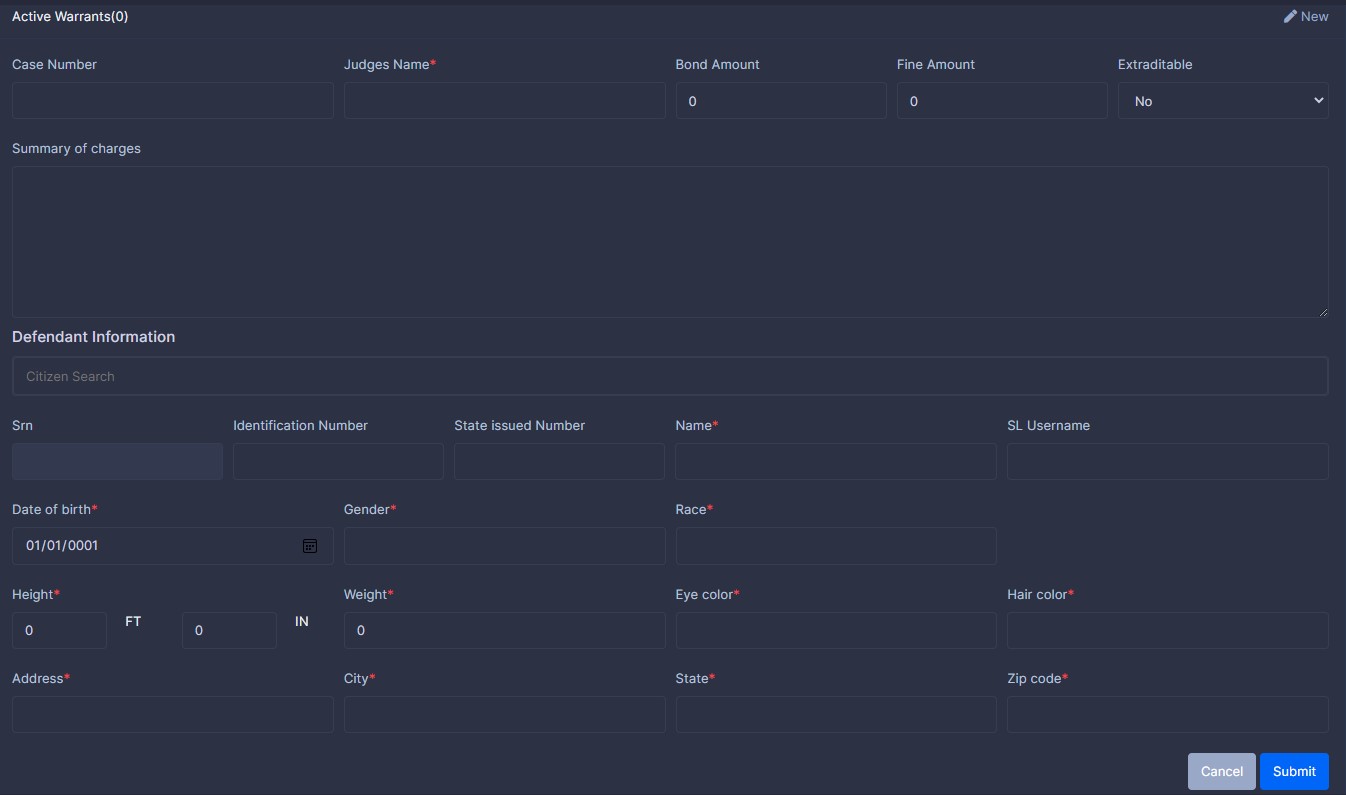 Active Warrants(0) New
Case Number Judges Name* Bond Amount Fine Amount Extraditable
0 0 No
Summary of charges
Defendant Information
Citizen Search
Srn Identification Number State issued Number Name* SL Username
Date of birth* Gender* Race*
01/01/0001
Height* Weight* Eye color* Hair color*
0 FT 0 IN 0
Address* City* State* Zip code*
Cancel Submit